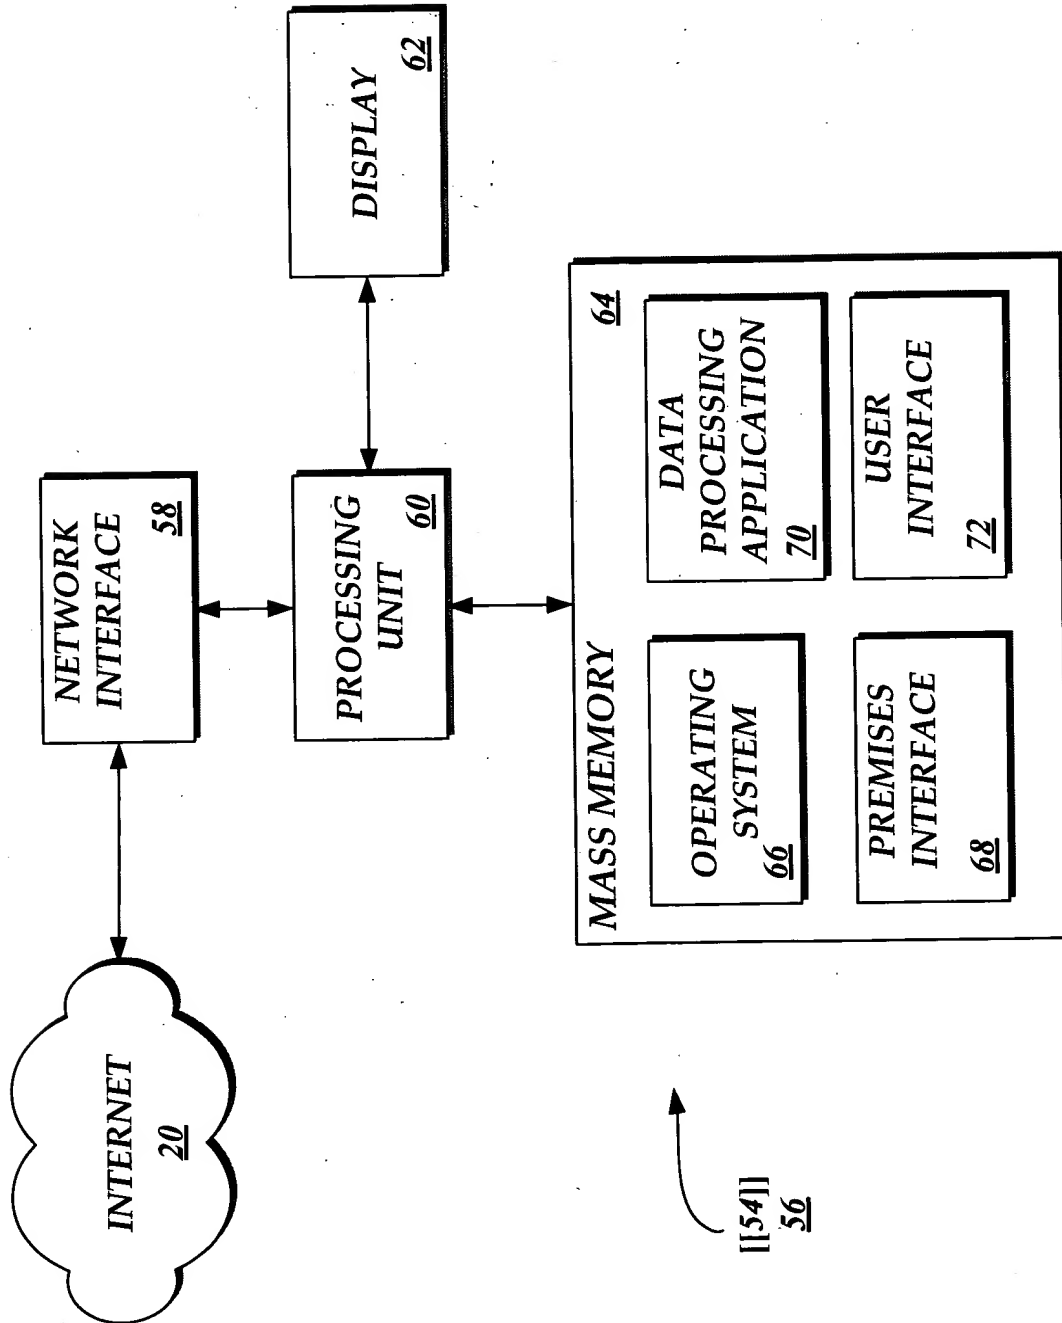 INTERNET
20
NETWORK
INTERFACE
58
PROCESSING
UNIT
60
DISPLAY
62
MASS MEMORY
64
OPERATING
SYSTEM
66
DATA
PROCESSING
APPLICATION
70
PREMISES
INTERFACE
68
USER
INTERFACE
72
[[54]]
56